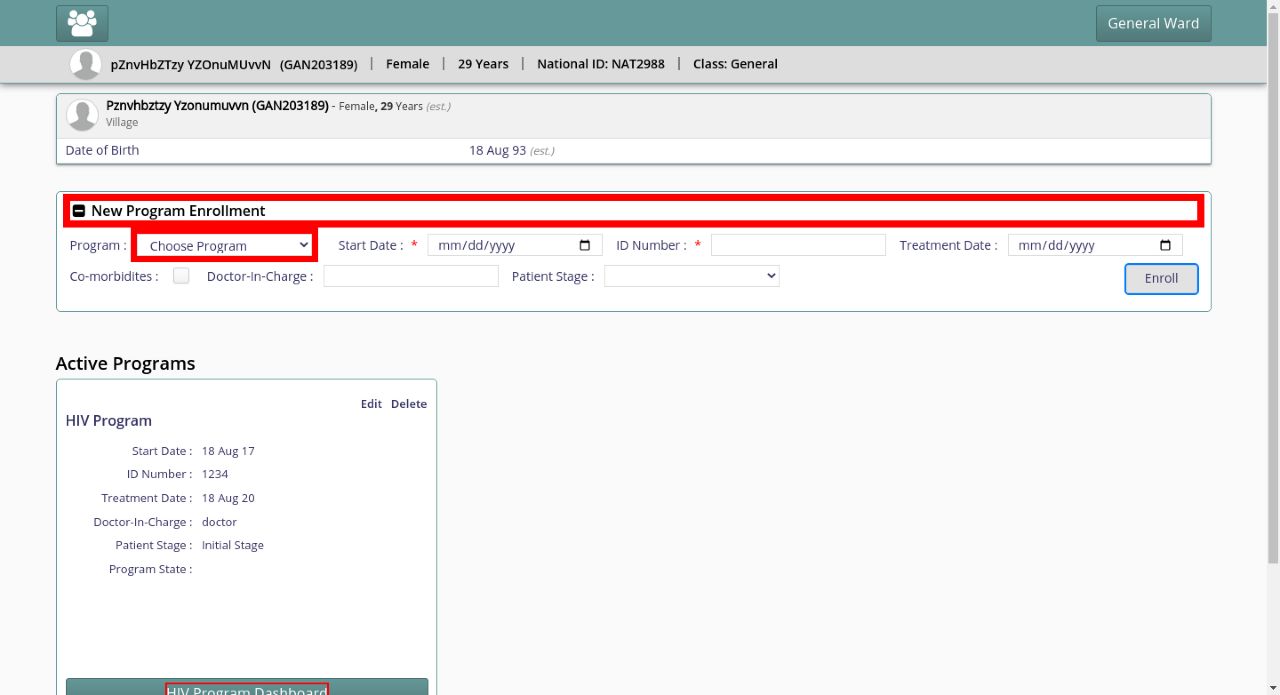 General Ward
pZnvHbZTzy YZOnuMUvvN (GAN203189) | Female | 29 Years | National ID: NAT2988 | Class: General
Pznvhbztzy Yzonumuvvn (GAN203189) - Female, 29 Years (est.)
Village
Date of Birth 18 Aug 93 (est.)
New Program Enrollment
Program : Choose Program Start Date : * mm/dd/yyyy ID Number : * Treatment Date : mm/dd/yyyy
Co-morbidites : Doctor-In-Charge : Patient Stage : Enroll
Active Programs
Edit Delete
HIV Program
Start Date : 18 Aug 17
ID Number : 1234
Treatment Date : 18 Aug 20
Doctor-In-Charge : doctor
Patient Stage : Initial Stage
Program State :
HIV Program Dashboard